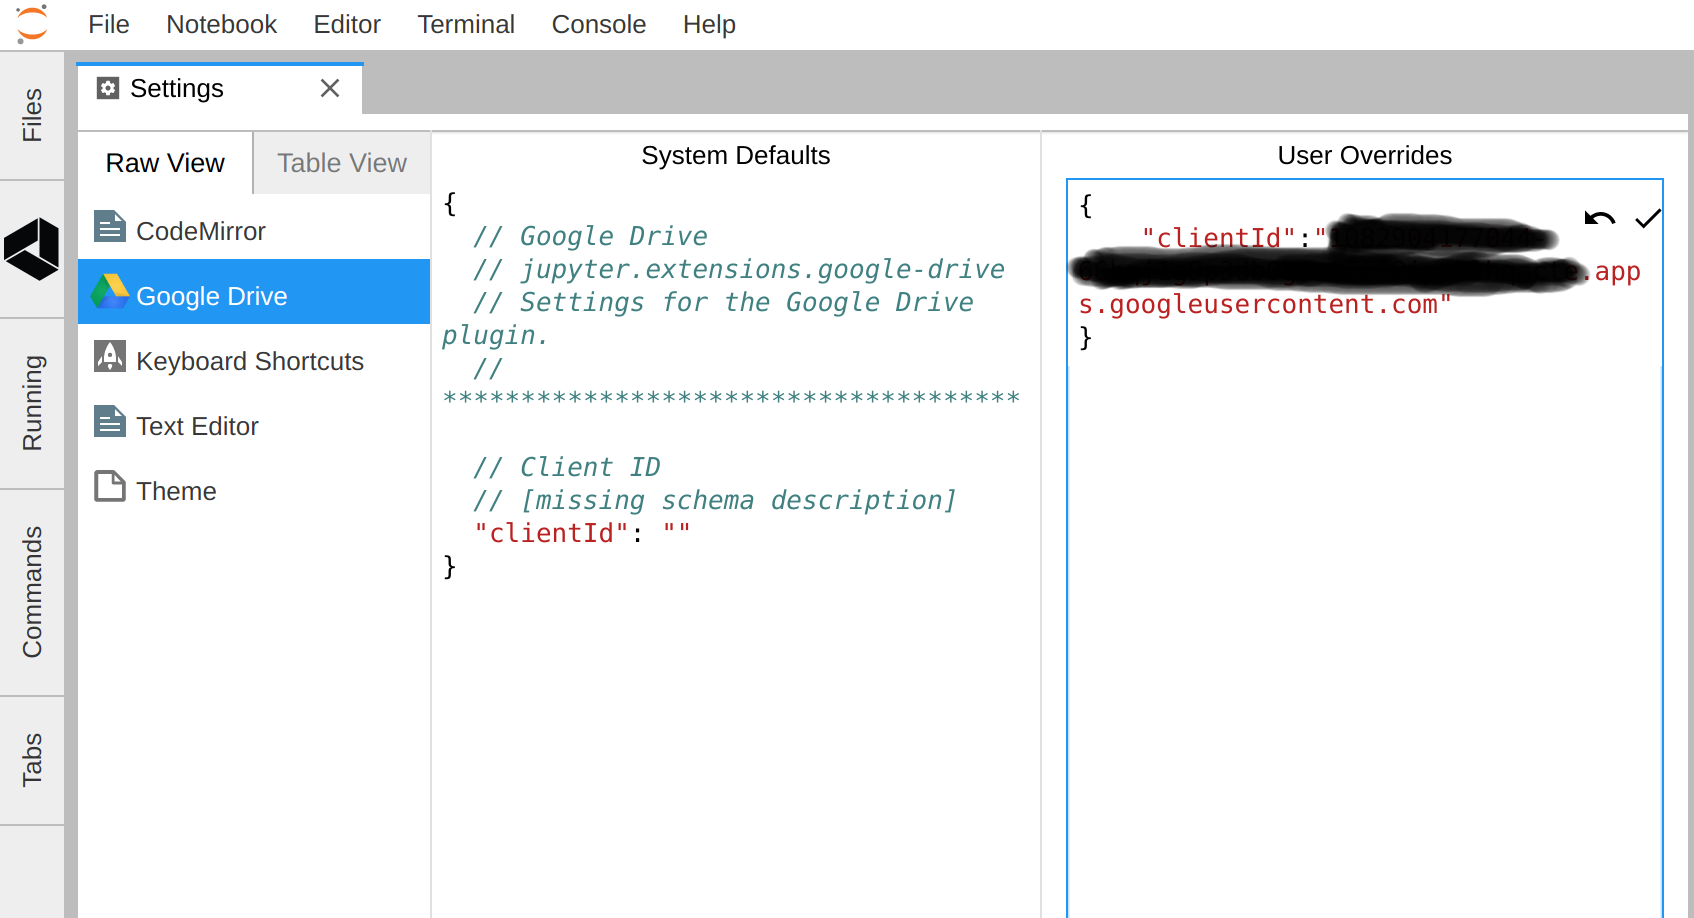 File Notebook Editor Terminal Console Help
Files
Running
Commands
Tabs
Settings
Raw View Table View
CodeMirror
Google Drive
Keyboard Shortcuts
Text Editor
Theme
System Defaults
{
// Google Drive
// jupyter.extensions.google-drive
// Settings for the Google Drive
plugin.
//
*************************************
// Client ID
// [missing schema description]
"clientId": ""
}
User Overrides
{
"clientId":"
.app
s.googleusercontent.com"
}